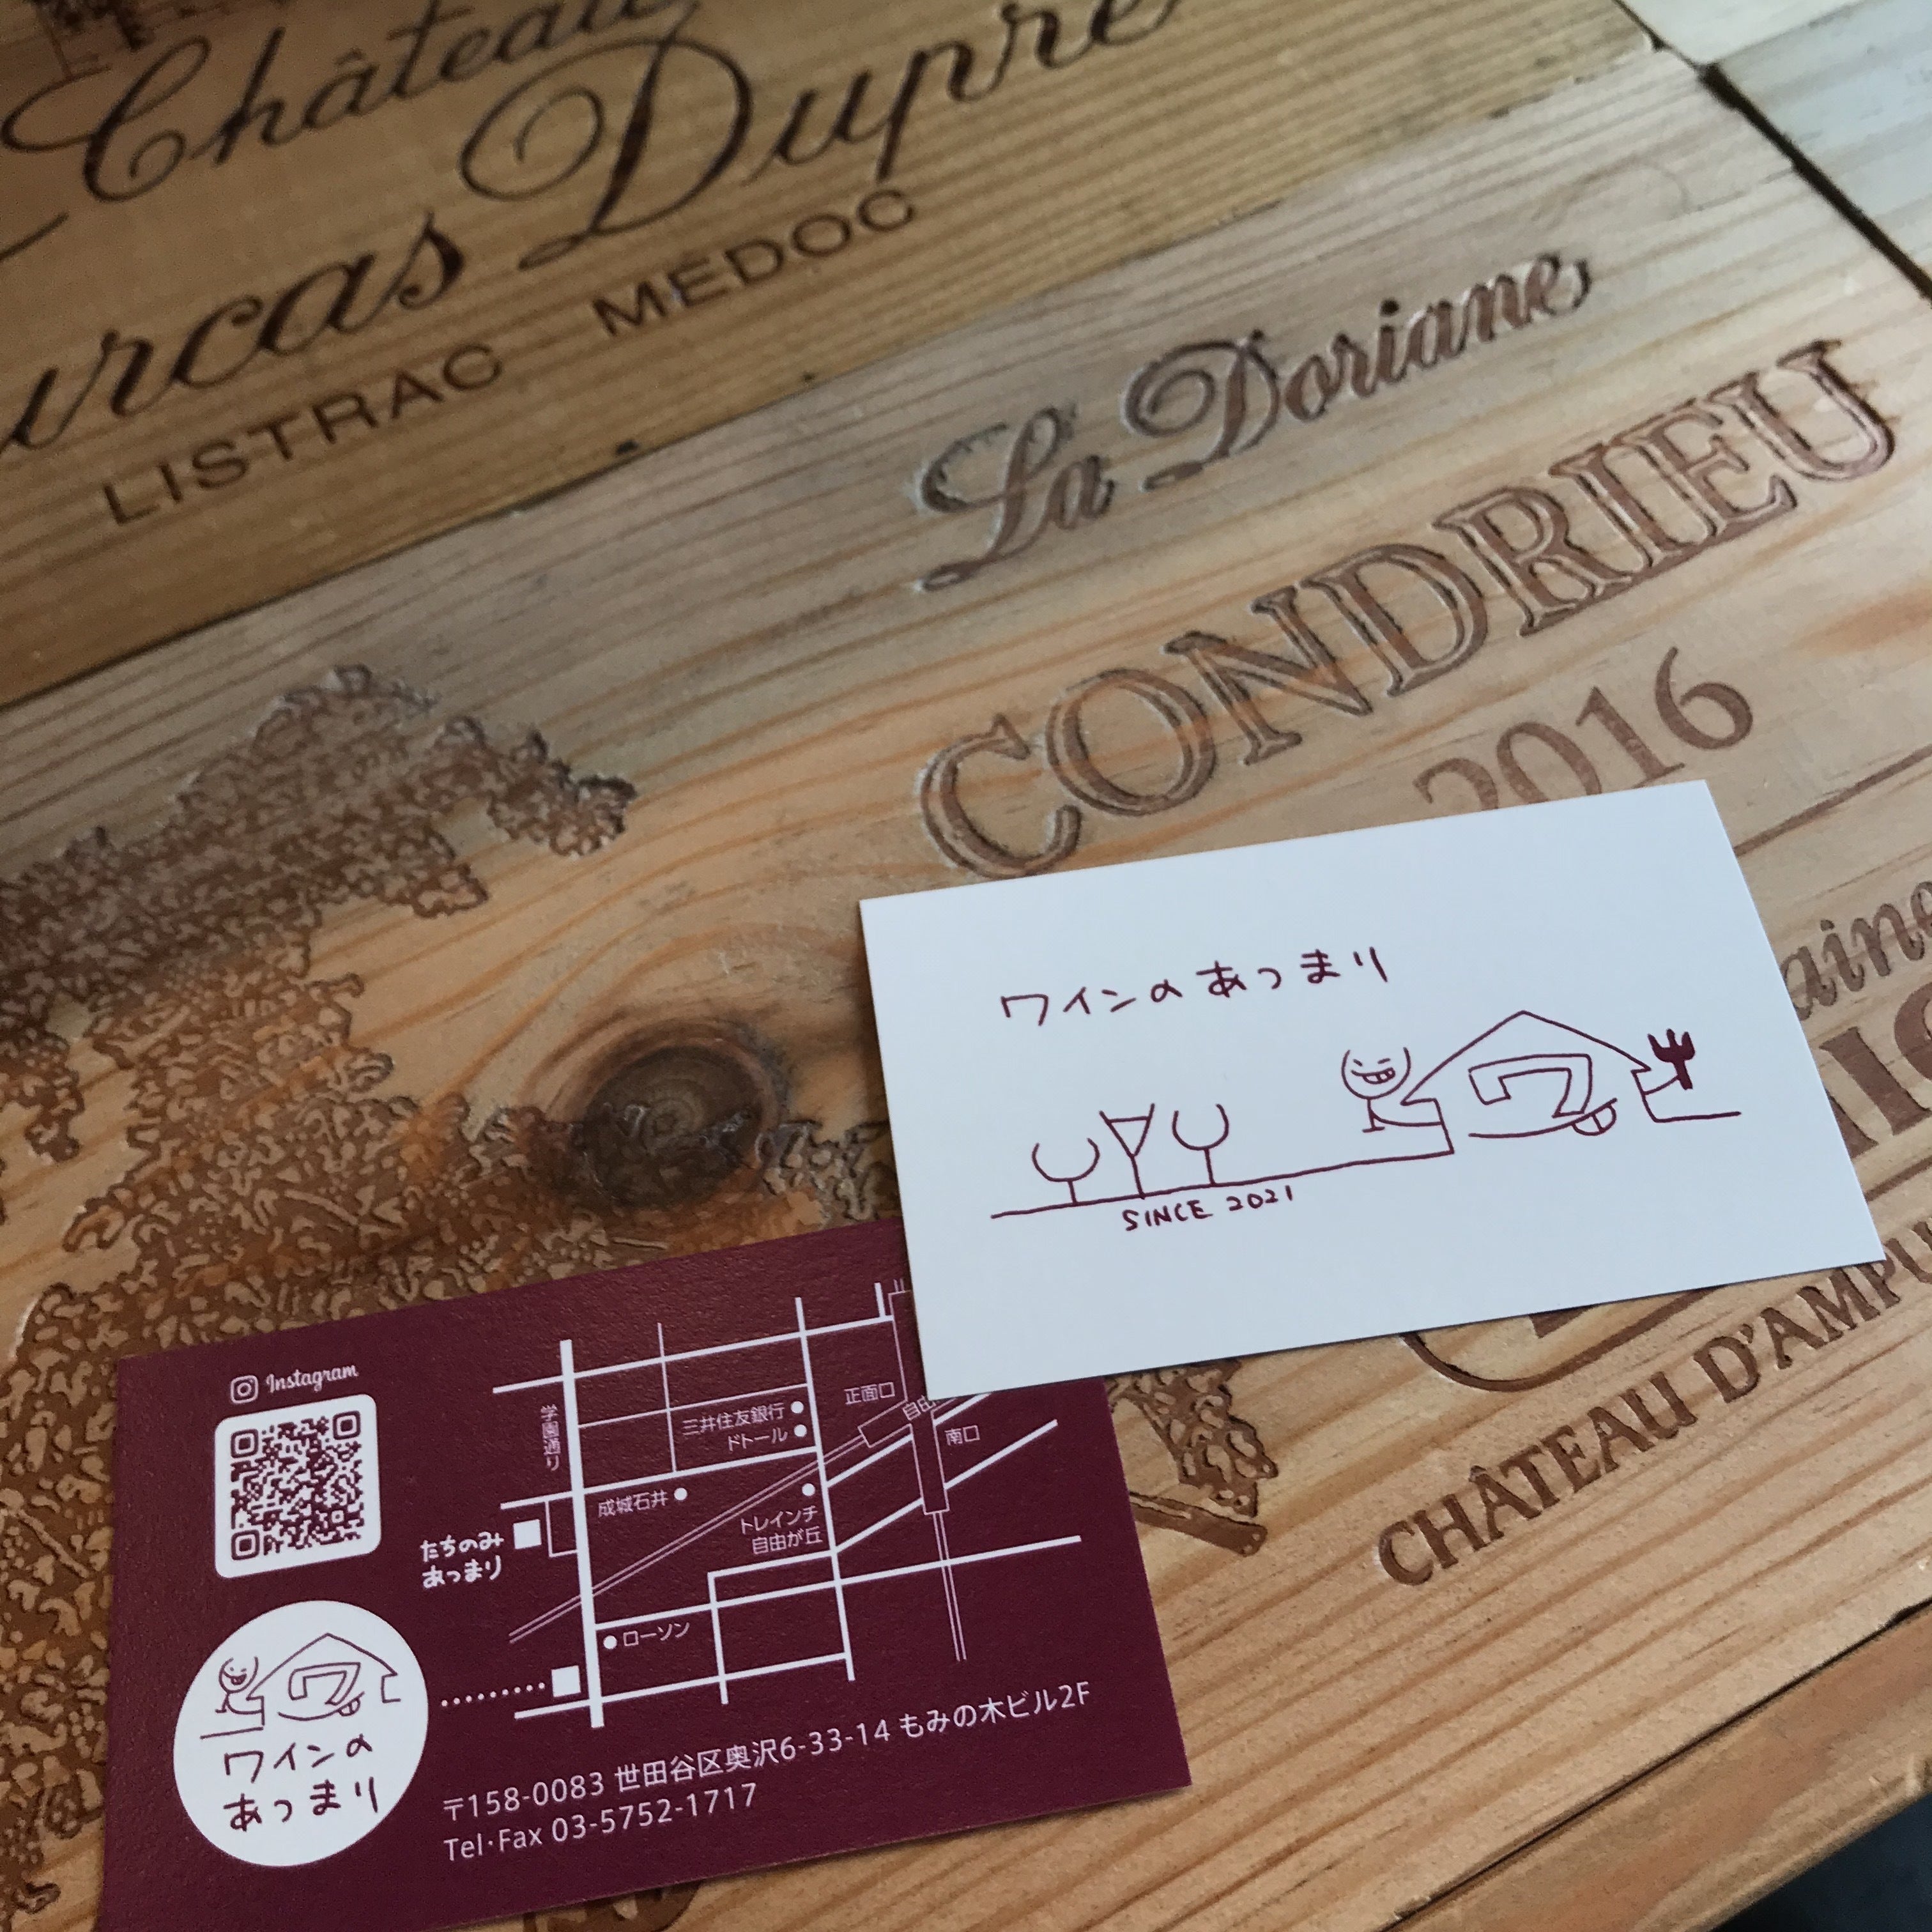 Château
urcas Dupré
LISTRAC MEDOC
La Doriane
CONDRIEU
2016
CHÂTEAU D'AMPU
ワインのあつまり
SINCE 2021
Instagram
学園通り
三井住友銀行
ドトール
正面口
自由
南口
成城石井
トレインチ
自由が丘
たちのみ
あつまり
ローソン
ワ
ワインの
あつまり
〒158-0083 世田谷区奥沢6-33-14 もみの木ビル2F
Tel・Fax 03-5752-1717